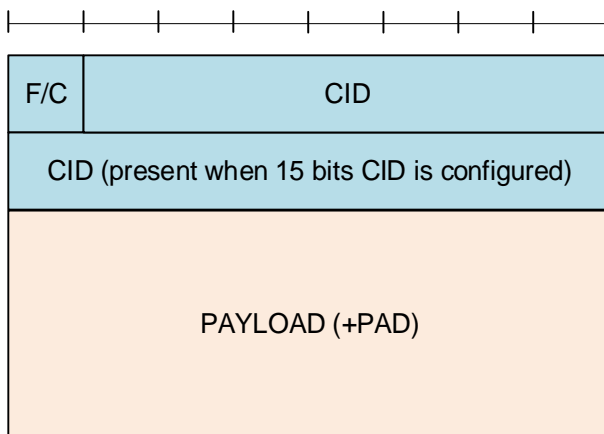 F/C CID
CID (present when 15 bits CID is configured)
PAYLOAD (+PAD)